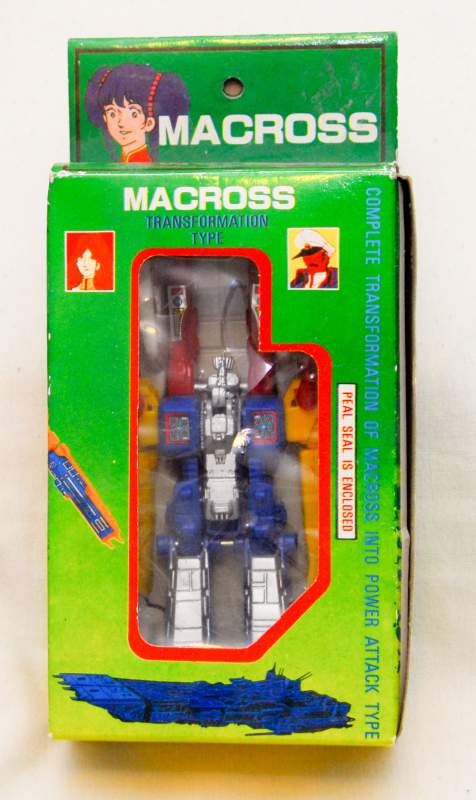 MACROSS
MACROSS
TRANSFORMATION
TYPE
COMPLETE TRANSFORMATION OF MACROSS INTO POWER ATTACK TYPE
PEAL SEAL IS ENCLOSED